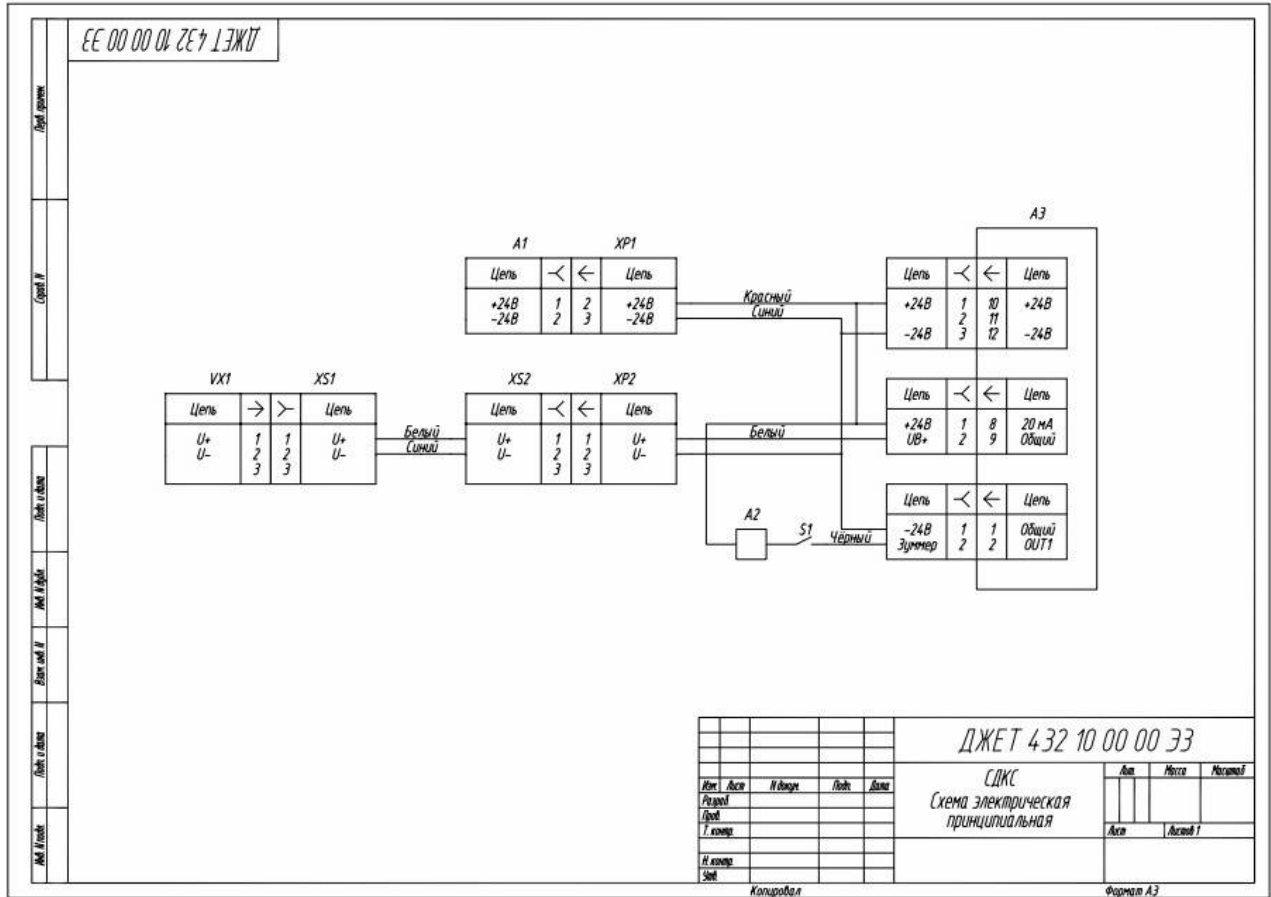 ДЖЕТ 432 10 00 00 ЭЗ
Перв. примен.
Справ. N
Подп. и дата
Инв. N дубл.
Взам. инв. N
Подп. и дата
Инв. N подл.
A1
XP1
Цепь Цепь
+24В 1 2 +24В
-24В 2 3 -24В
Красный
Синий
A3
Цепь Цепь
+24В 1 10 +24В
2 11
-24В 3 12 -24В
VX1
XS1
Цепь Цепь
U+ 1 1 U+
U- 2 2 U-
3 3
Белый
Синий
XS2
XP2
Цепь Цепь
U+ 1 1 U+
U- 2 2 U-
3 3
Белый
Цепь Цепь
+24В 1 8 20 мА
UВ+ 2 9 Общий
A2
S1
Чёрный
Цепь Цепь
-24В 1 1 Общий
Зуммер 2 2 OUT1
ДЖЕТ 432 10 00 00 ЭЗ
СДКС
Схема электрическая
принципиальная
Лит. Масса Масштаб
Лист Листов 1
Изм. Лист N докум. Подп. Дата
Разраб.
Пров.
Т. контр.
Н. контр.
Утв.
Копировал
Формат А3